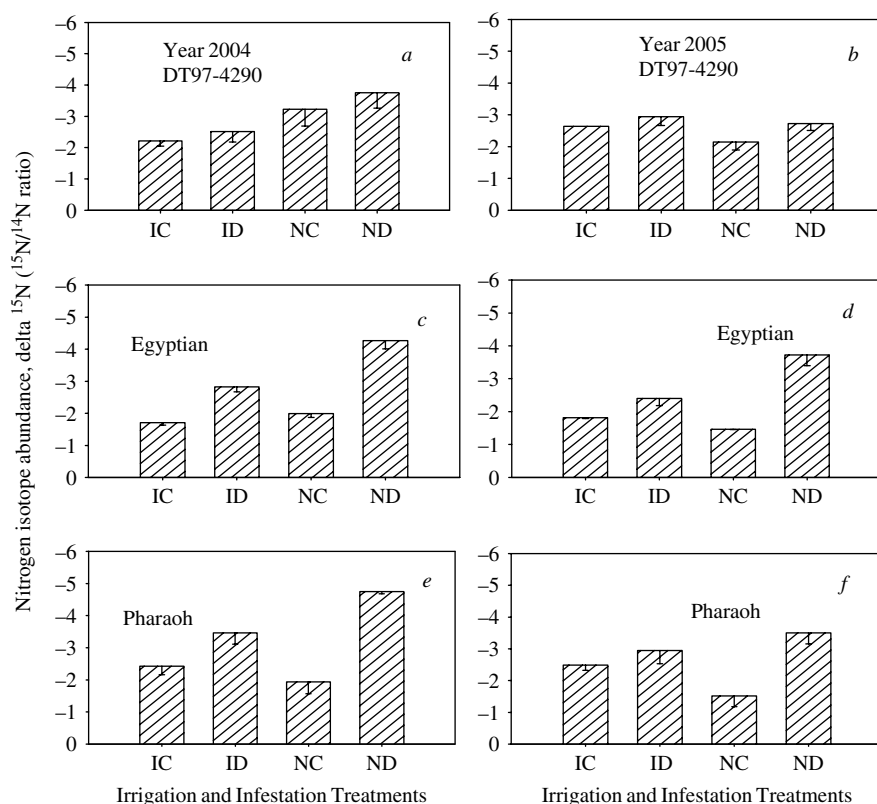 Nitrogen isotope abundance, delta ¹⁵N (¹⁵N/¹⁴N ratio)
–6
–5
–4
–3
–2
–1
0
Year 2004
DT97-4290
a
IC ID NC ND
–6
–5
–4
–3
–2
–1
0
Year 2005
DT97-4290
b
IC ID NC ND
–6
–5
–4
–3
–2
–1
0
Egyptian
c
IC ID NC ND
–6
–5
–4
–3
–2
–1
0
Egyptian
d
IC ID NC ND
–6
–5
–4
–3
–2
–1
0
Pharaoh
e
IC ID NC ND
Irrigation and Infestation Treatments
–6
–5
–4
–3
–2
–1
0
Pharaoh
f
IC ID NC ND
Irrigation and Infestation Treatments